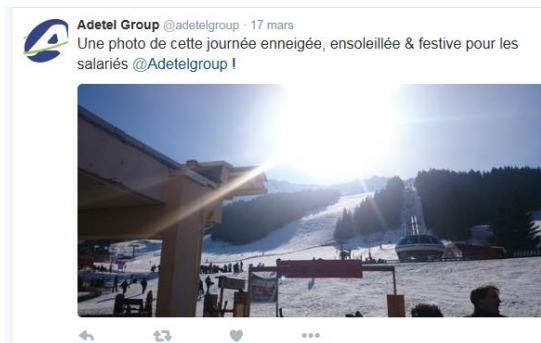 Adetel Group @adetelgroup · 17 mars
Une photo de cette journée enneigée, ensoleillée & festive pour les
salariés @Adetelgroup !